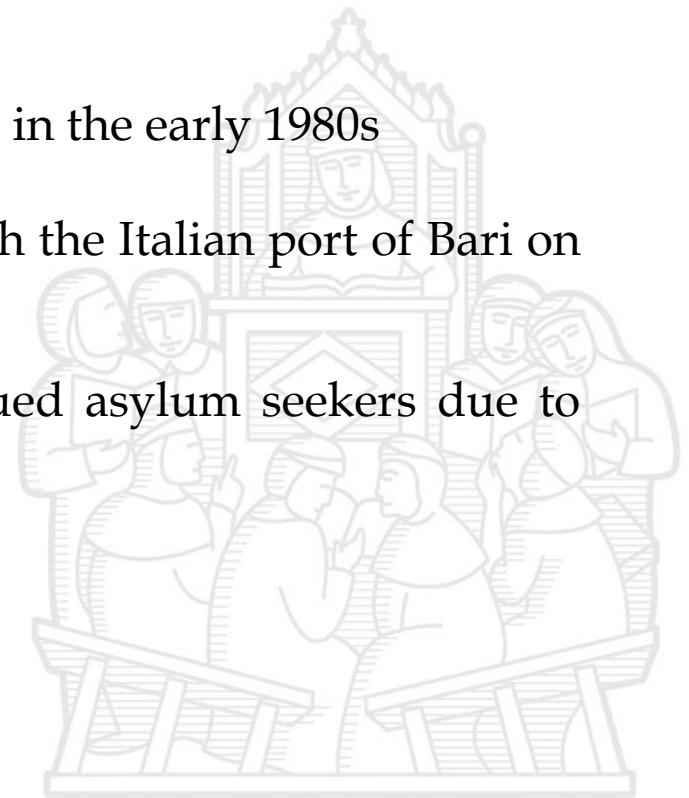 in the early 1980s
h the Italian port of Bari on
ued asylum seekers due to